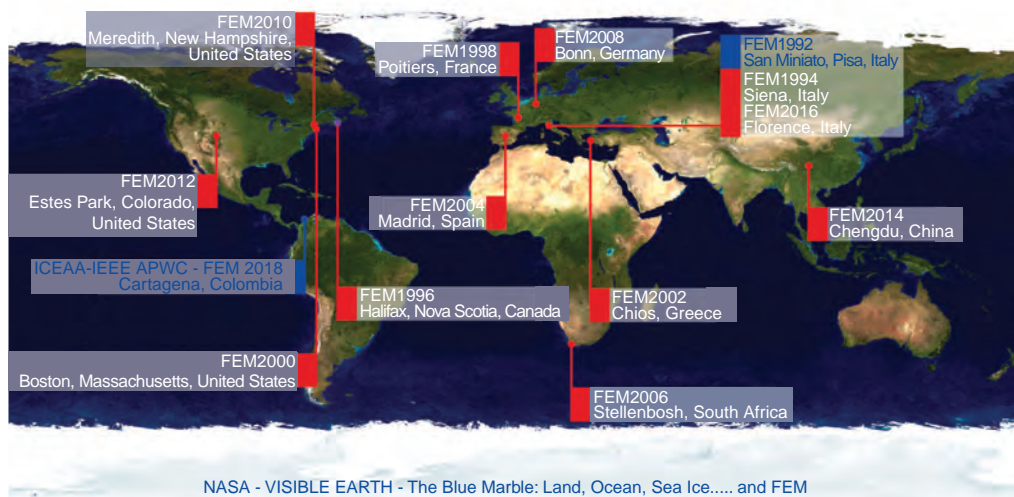 FEM2010
Meredith, New Hampshire,
United States
FEM1998
Poitiers, France
FEM2008
Bonn, Germany
FEM1992
San Miniato, Pisa, Italy
FEM1994
Siena, Italy
FEM2016
Florence, Italy
FEM2012
Estes Park, Colorado,
United States
FEM2004
Madrid, Spain
FEM2014
Chengdu, China
ICEAA-IEEE APWC - FEM 2018
Cartagena, Colombia
FEM1996
Halifax, Nova Scotia, Canada
FEM2002
Chios, Greece
FEM2000
Boston, Massachusetts, United States
FEM2006
Stellenbosh, South Africa
NASA - VISIBLE EARTH - The Blue Marble: Land, Ocean, Sea Ice..... and FEM